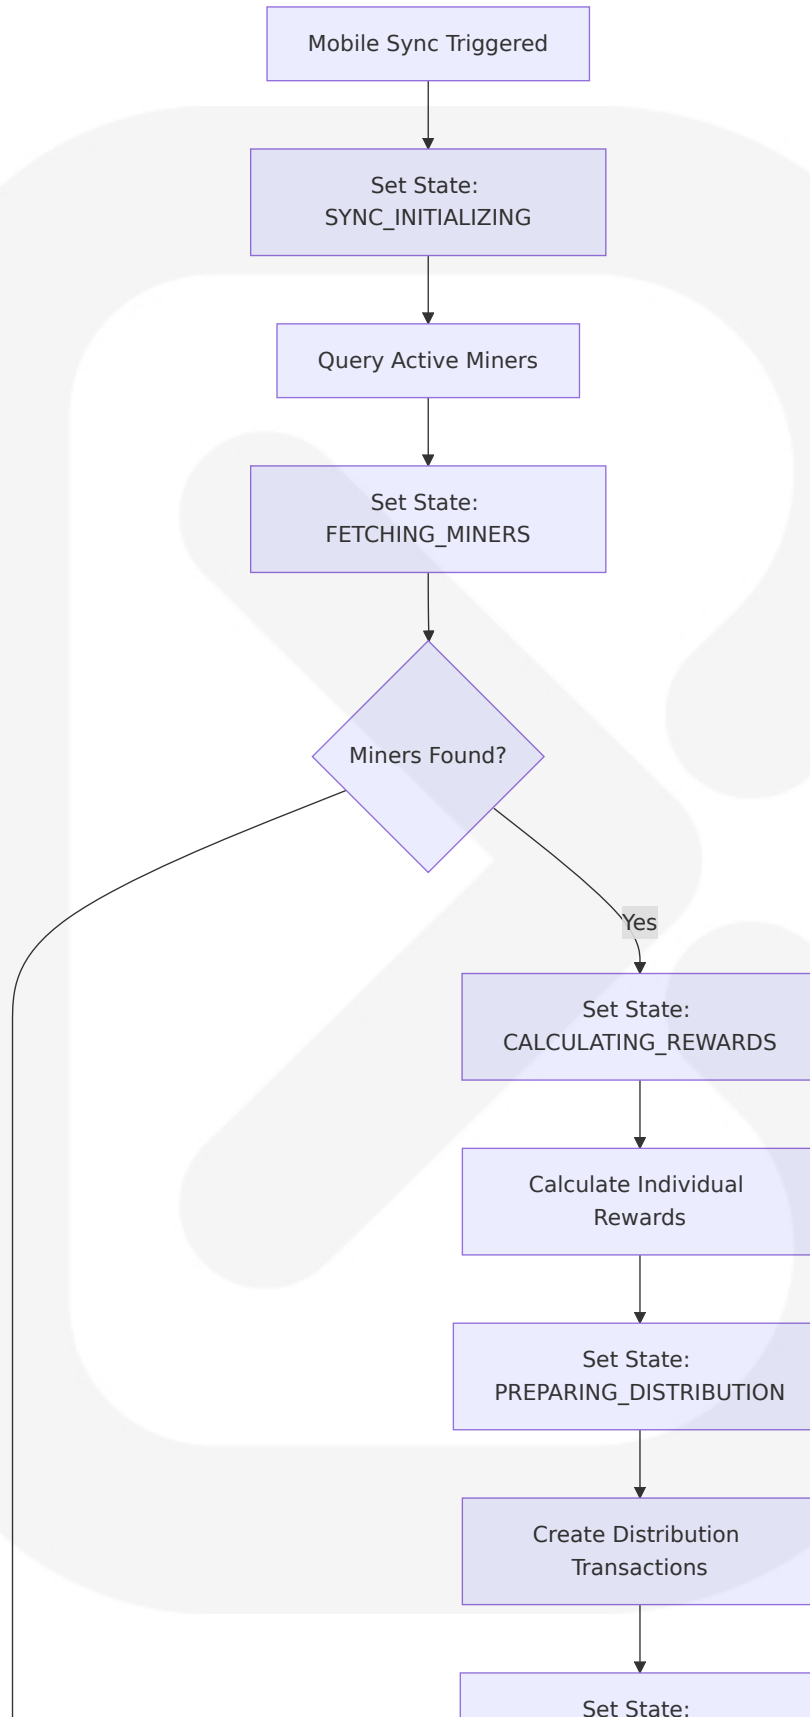 Mobile Sync Triggered
Set State:
SYNC_INITIALIZING
Query Active Miners
Set State:
FETCHING_MINERS
Miners Found?
Yes
Set State:
CALCULATING_REWARDS
Calculate Individual
Rewards
Set State:
PREPARING_DISTRIBUTION
Create Distribution
Transactions
Set State: